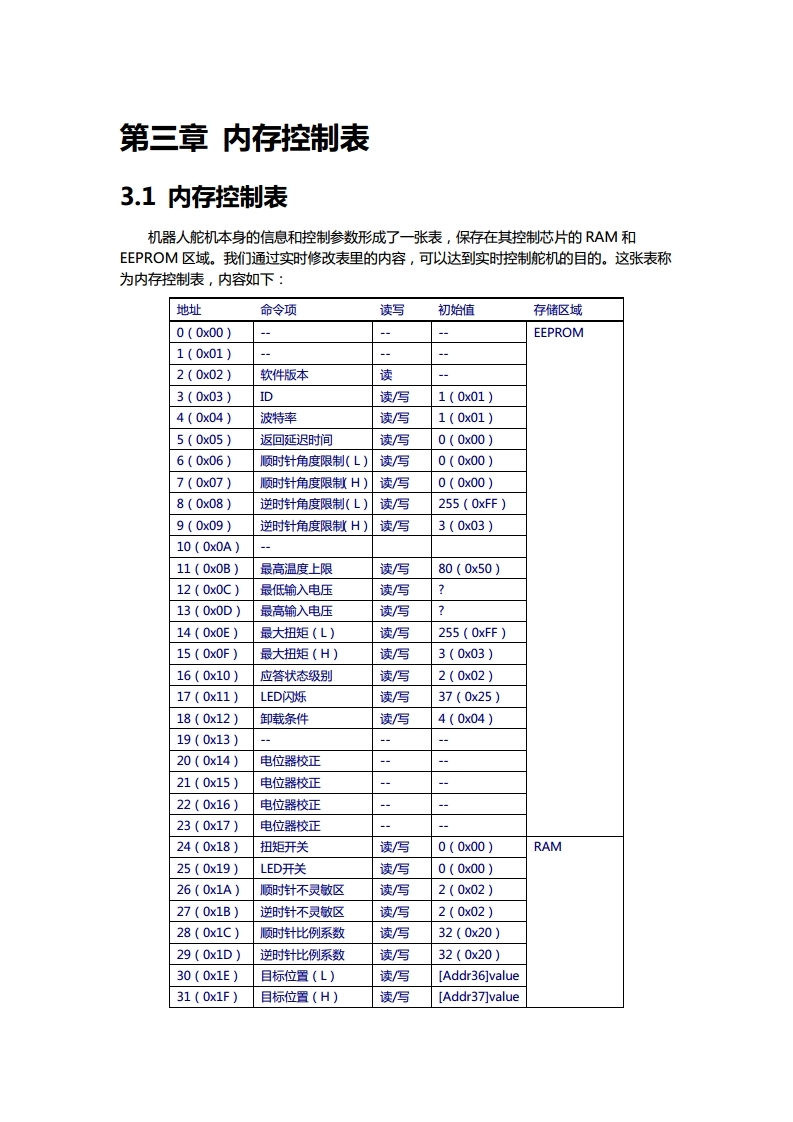 第三章 内存控制表
3.1 内存控制表
机器人舵机本身的信息和控制参数形成了一张表，保存在其控制芯片的 RAM 和
EEPROM 区域。我们通过实时修改表里的内容，可以达到实时控制舵机的目的。这张表称
为内存控制表，内容如下：
地址 命令项 读写 初始值 存储区域
0（0x00） -- -- -- EEPROM
1（0x01） -- -- --
2（0x02） 软件版本 读 --
3（0x03） ID 读/写 1（0x01）
4（0x04） 波特率 读/写 1（0x01）
5（0x05） 返回延迟时间 读/写 0（0x00）
6（0x06） 顺时针角度限制（L） 读/写 0（0x00）
7（0x07） 顺时针角度限制（H） 读/写 0（0x00）
8（0x08） 逆时针角度限制（L） 读/写 255（0xFF）
9（0x09） 逆时针角度限制（H） 读/写 3（0x03）
10（0x0A） --
11（0x0B） 最高温度上限 读/写 80（0x50）
12（0x0C） 最低输入电压 读/写 ?
13（0x0D） 最高输入电压 读/写 ?
14（0x0E） 最大扭矩（L） 读/写 255（0xFF）
15（0x0F） 最大扭矩（H） 读/写 3（0x03）
16（0x10） 应答状态级别 读/写 2（0x02）
17（0x11） LED闪烁 读/写 37（0x25）
18（0x12） 卸载条件 读/写 4（0x04）
19（0x13） -- -- --
20（0x14） 电位器校正 -- --
21（0x15） 电位器校正 -- --
22（0x16） 电位器校正 -- --
23（0x17） 电位器校正 -- --
24（0x18） 扭矩开关 读/写 0（0x00） RAM
25（0x19） LED开关 读/写 0（0x00）
26（0x1A） 顺时针不灵敏区 读/写 2（0x02）
27（0x1B） 逆时针不灵敏区 读/写 2（0x02）
28（0x1C） 顺时针比例系数 读/写 32（0x20）
29（0x1D） 逆时针比例系数 读/写 32（0x20）
30（0x1E） 目标位置（L） 读/写 [Addr36]value
31（0x1F） 目标位置（H） 读/写 [Addr37]value